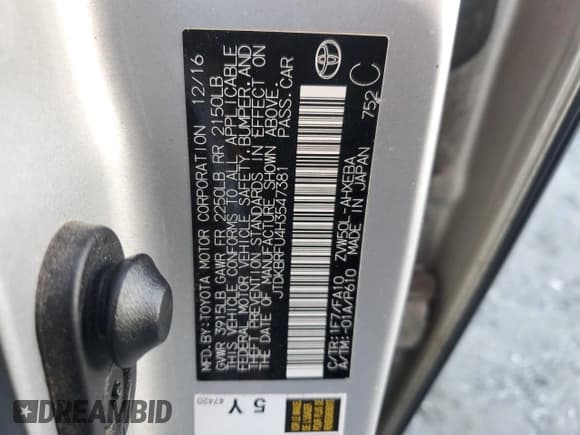 MFD. BY: TOYOTA MOTOR CORPORATION 12/16
GVWR 3915LB GAWR FR 2250LB RR 2150LB
THIS VEHICLE CONFORMS TO ALL APPLICABLE
FEDERAL MOTOR VEHICLE SAFETY, BUMPER, AND
THEFT PREVENTION STANDARDS IN EFFECT ON
THE DATE OF MANUFACTURE SHOWN ABOVE.
JTDKBRFU4H3547381 PASS. CAR
C/TR: 1F7/FA10 ZVW50L-AHXEBA
A/TM: -01A/P610 MADE IN JAPAN 752 C
5 Y
47420
DREAMBID